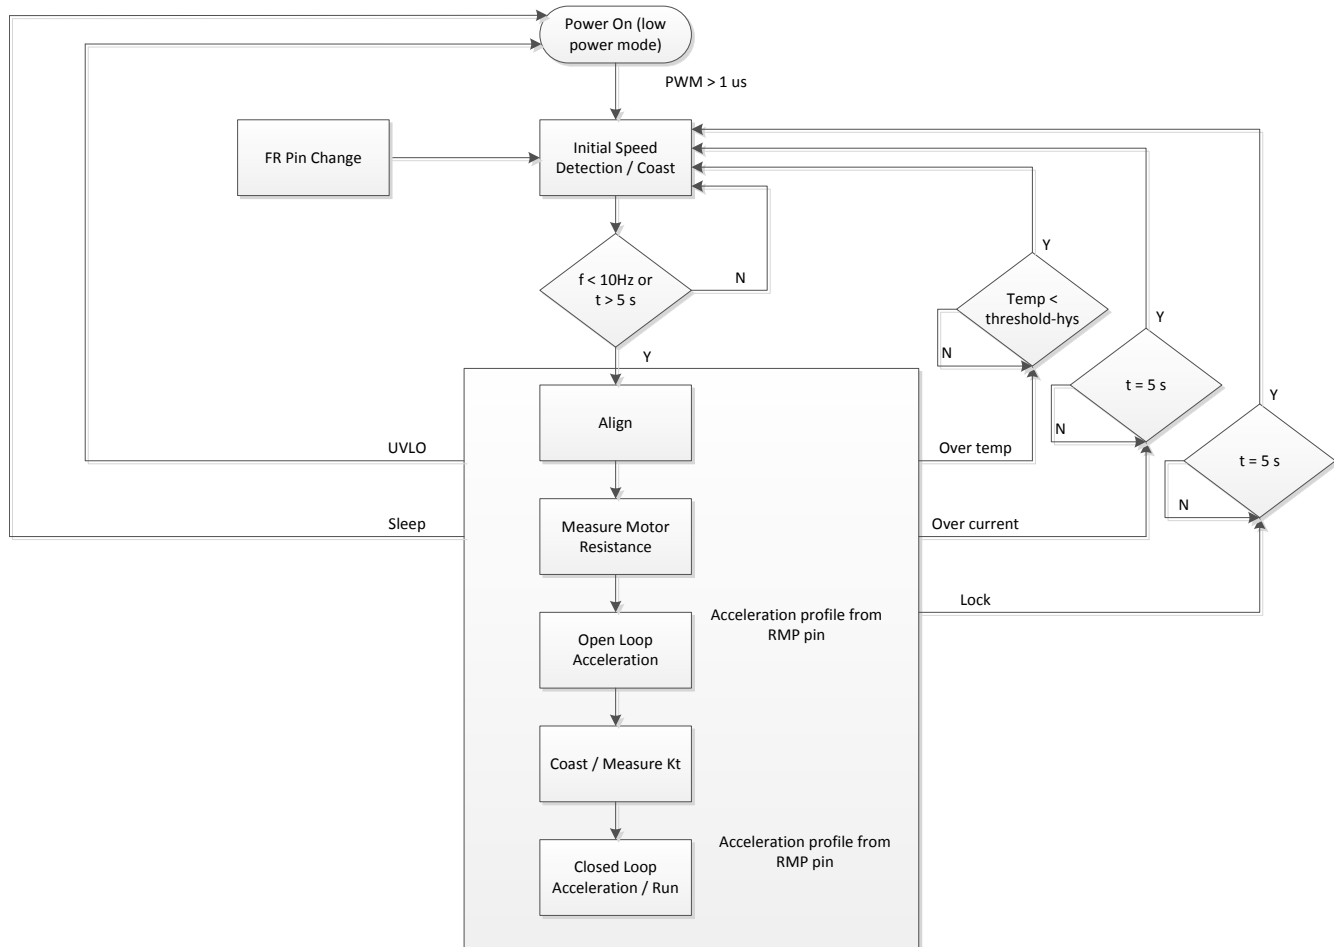 Power On (low
power mode)
PWM > 1 us
FR Pin Change
Initial Speed
Detection / Coast
Y
f < 10Hz or
t > 5 s
N
Temp <
threshold-hys
Y
N
Y
t = 5 s
Y
N
Align
UVLO
Over temp
t = 5 s
N
Sleep
Measure Motor
Resistance
Over current
Lock
Open Loop
Acceleration
Acceleration profile from
RMP pin
Coast / Measure Kt
Closed Loop
Acceleration / Run
Acceleration profile from
RMP pin
Y